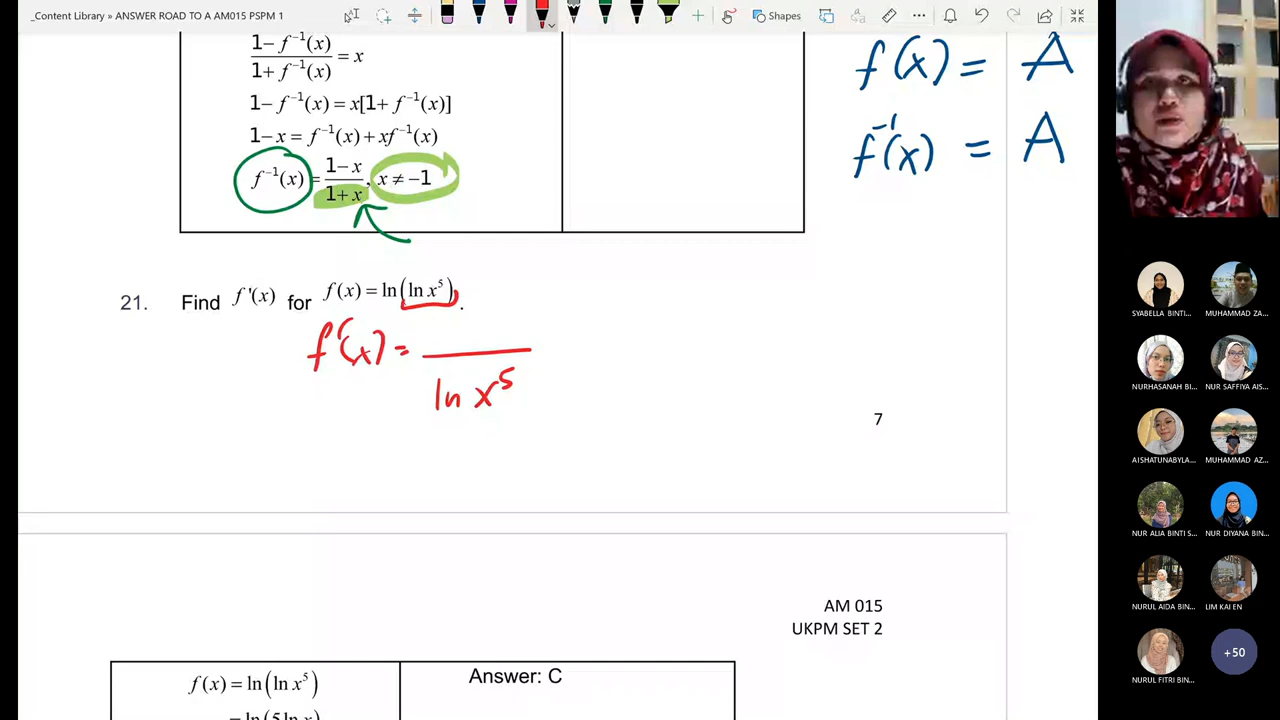 _Content Library » ANSWER ROAD TO A AM015 PSPM 1
Shapes
1− f⁻¹(x)
1+ f⁻¹(x) = x
1− f⁻¹(x) = x[1+ f⁻¹(x)]
1− x = f⁻¹(x) + xf⁻¹(x)
f⁻¹(x) = 1− x / 1+ x, x ≠ −1
f(x) = A
f⁻¹(x) = A
21. Find f '(x) for f(x) = ln(ln x⁵).
f'(x) =
ln x⁵
7
AM 015
UKPM SET 2
f(x) = ln(ln x⁵)
= ln(5 ln x)
Answer: C
SYABELLA BINTI...
MUHAMMAD ZA...
NURHASANAH BI...
NUR SAFFIYA AIS...
AISHATUNABYLA...
MUHAMMAD AZ...
NUR ALIA BINTI S...
NUR DIYANA BIN...
NURUL AIDA BIN...
LIM KAI EN
NURUL FITRI BIN...
+50